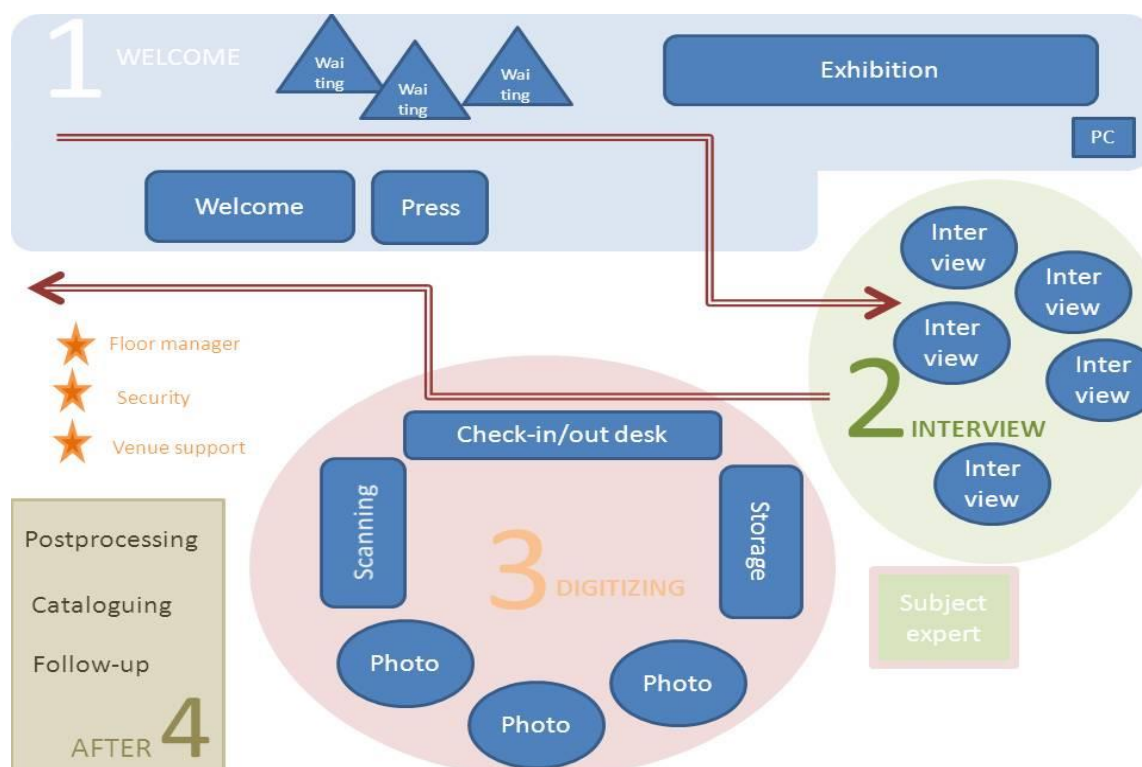 1 WELCOME
Wai
ting
Wai
ting
Wai
ting
Exhibition
PC
Welcome
Press
Inter
view
Inter
view
Inter
view
Inter
view
2 INTERVIEW
Inter
view
Floor manager
Security
Venue support
Check-in/out desk
Scanning
Storage
3 DIGITIZING
Photo
Photo
Photo
Subject
expert
Postprocessing
Cataloguing
Follow-up
AFTER 4